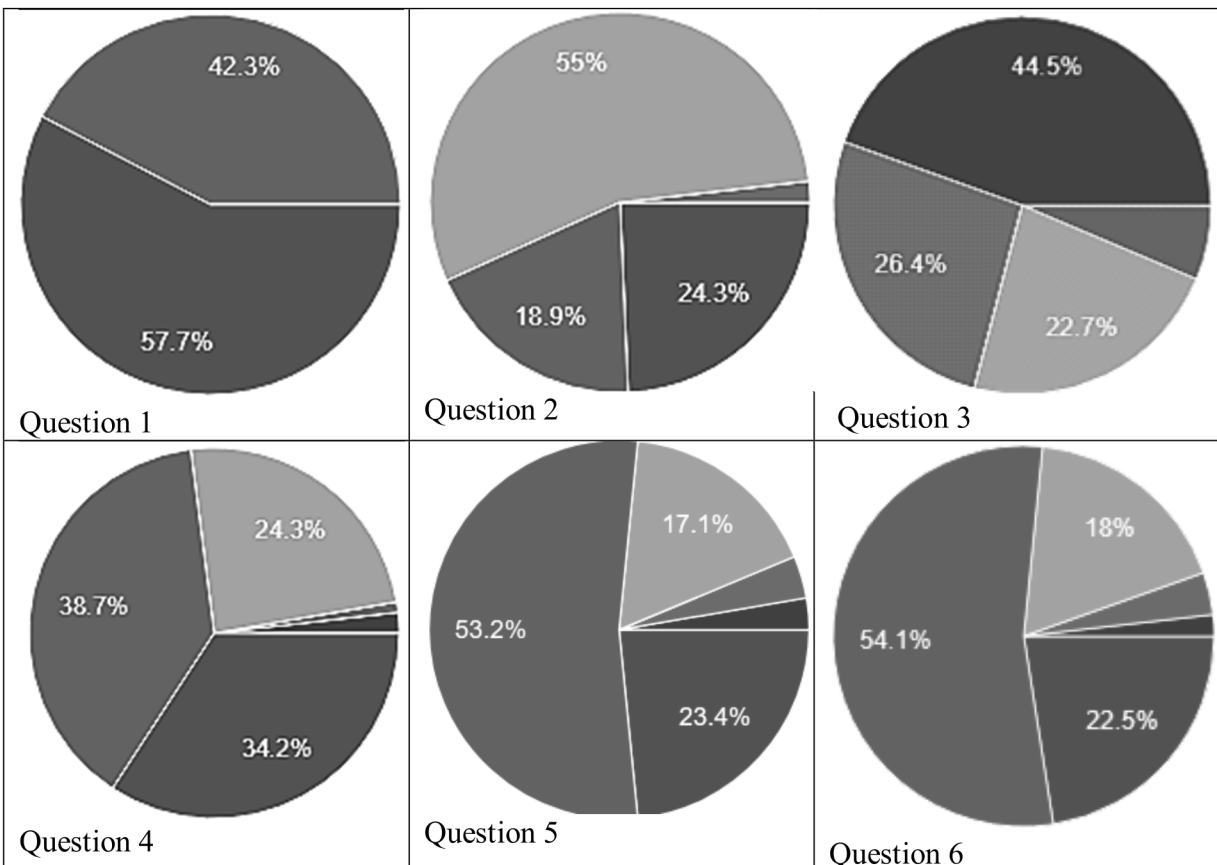 42.3%
57.7%
Question 1
55%
18.9%
24.3%
Question 2
44.5%
26.4%
22.7%
Question 3
24.3%
38.7%
34.2%
Question 4
17.1%
53.2%
23.4%
Question 5
18%
54.1%
22.5%
Question 6